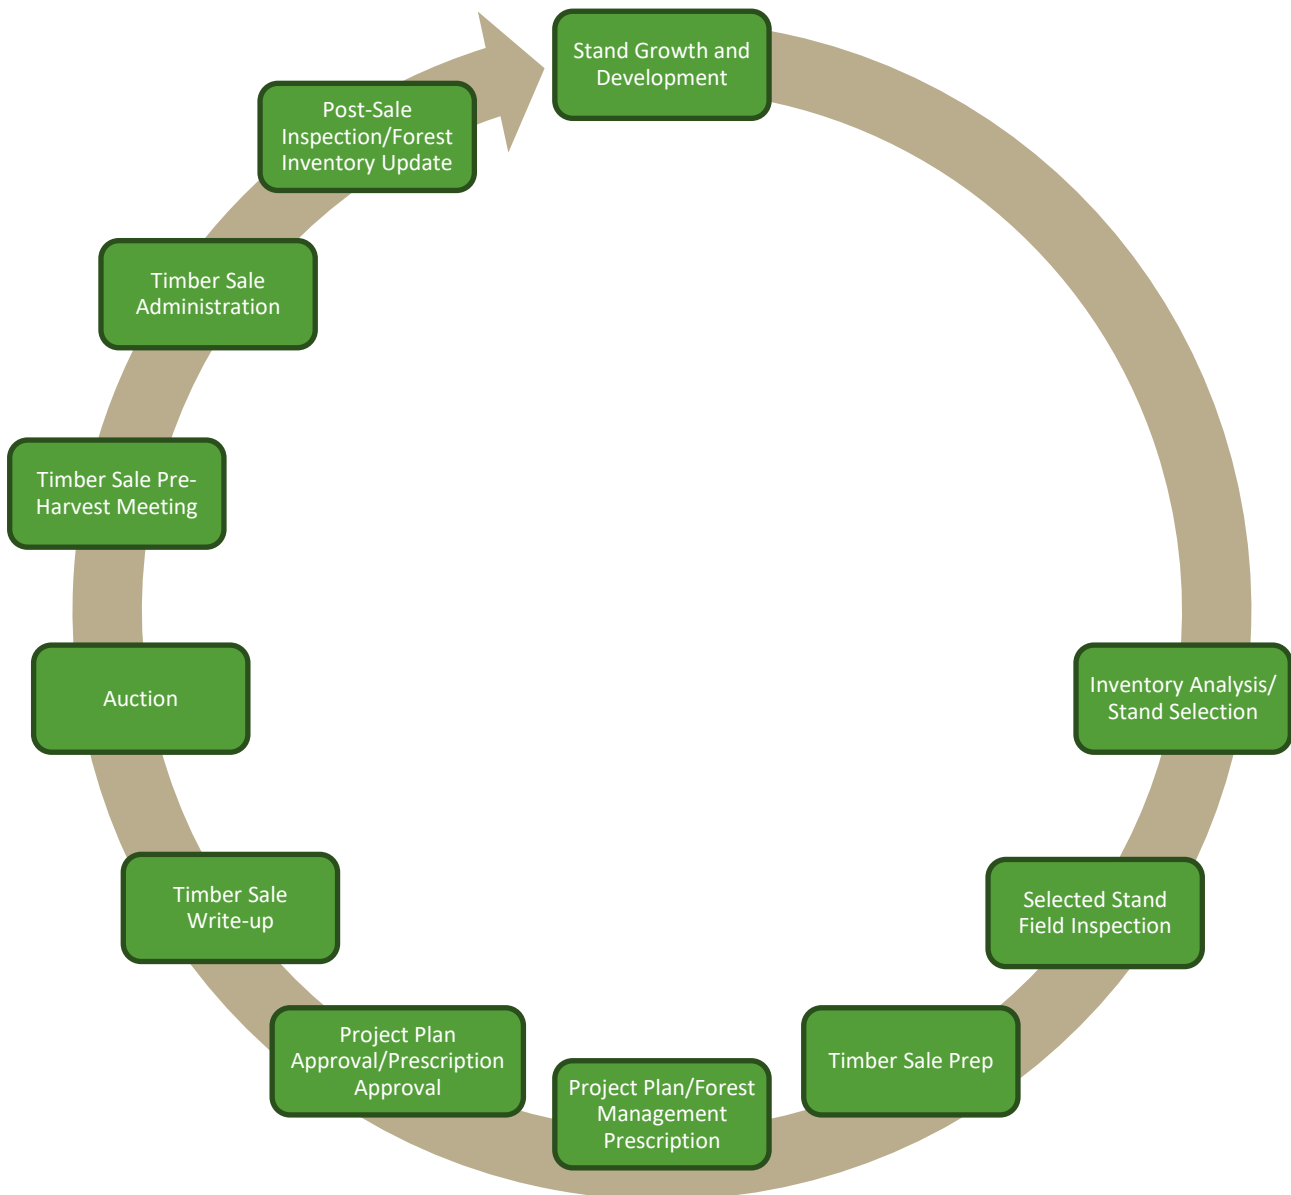 Stand Growth and
Development
Inventory Analysis/
Stand Selection
Selected Stand
Field Inspection
Timber Sale Prep
Project Plan/Forest
Management
Prescription
Project Plan
Approval/Prescription
Approval
Timber Sale
Write-up
Auction
Timber Sale Pre-
Harvest Meeting
Timber Sale
Administration
Post-Sale
Inspection/Forest
Inventory Update